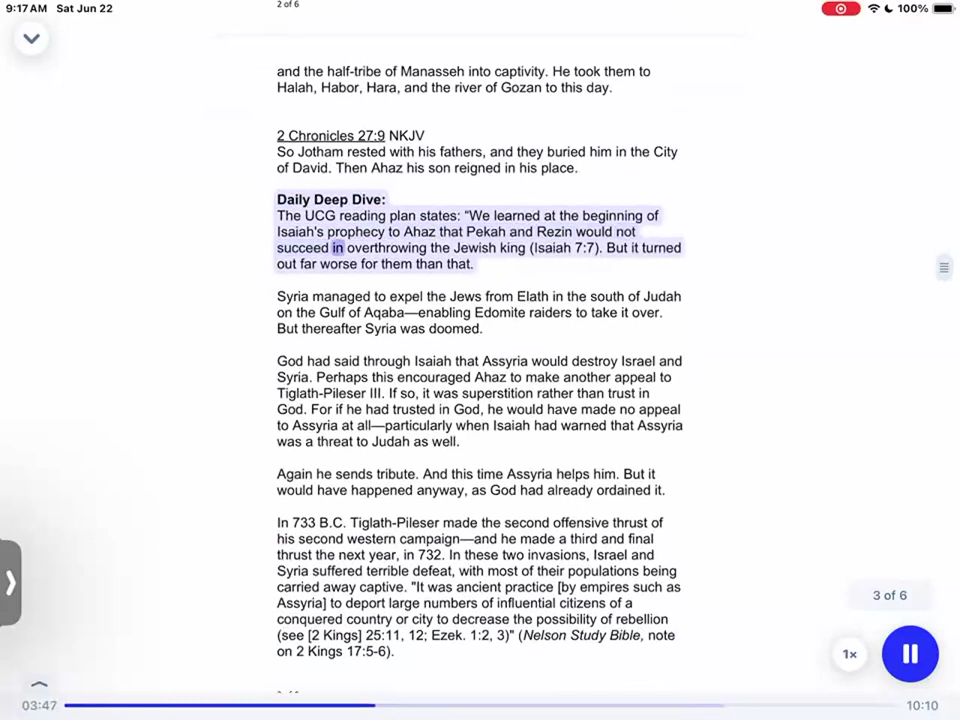 9:17 AM Sat Jun 22
100%
2 of 6
and the half-tribe of Manasseh into captivity. He took them to
Halah, Habor, Hara, and the river of Gozan to this day.
2 Chronicles 27:9 NKJV
So Jotham rested with his fathers, and they buried him in the City
of David. Then Ahaz his son reigned in his place.
Daily Deep Dive:
The UCG reading plan states: “We learned at the beginning of
Isaiah's prophecy to Ahaz that Pekah and Rezin would not
succeed in overthrowing the Jewish king (Isaiah 7:7). But it turned
out far worse for them than that.
Syria managed to expel the Jews from Elath in the south of Judah
on the Gulf of Aqaba—enabling Edomite raiders to take it over.
But thereafter Syria was doomed.
God had said through Isaiah that Assyria would destroy Israel and
Syria. Perhaps this encouraged Ahaz to make another appeal to
Tiglath-Pileser III. If so, it was superstition rather than trust in
God. For if he had trusted in God, he would have made no appeal
to Assyria at all—particularly when Isaiah had warned that Assyria
was a threat to Judah as well.
Again he sends tribute. And this time Assyria helps him. But it
would have happened anyway, as God had already ordained it.
In 733 B.C. Tiglath-Pileser made the second offensive thrust of
his second western campaign—and he made a third and final
thrust the next year, in 732. In these two invasions, Israel and
Syria suffered terrible defeat, with most of their populations being
carried away captive. "It was ancient practice [by empires such as
Assyria] to deport large numbers of influential citizens of a
conquered country or city to decrease the possibility of rebellion
(see [2 Kings] 25:11, 12; Ezek. 1:2, 3)" (Nelson Study Bible, note
on 2 Kings 17:5-6).
3 of 6
1×
03:47
10:10